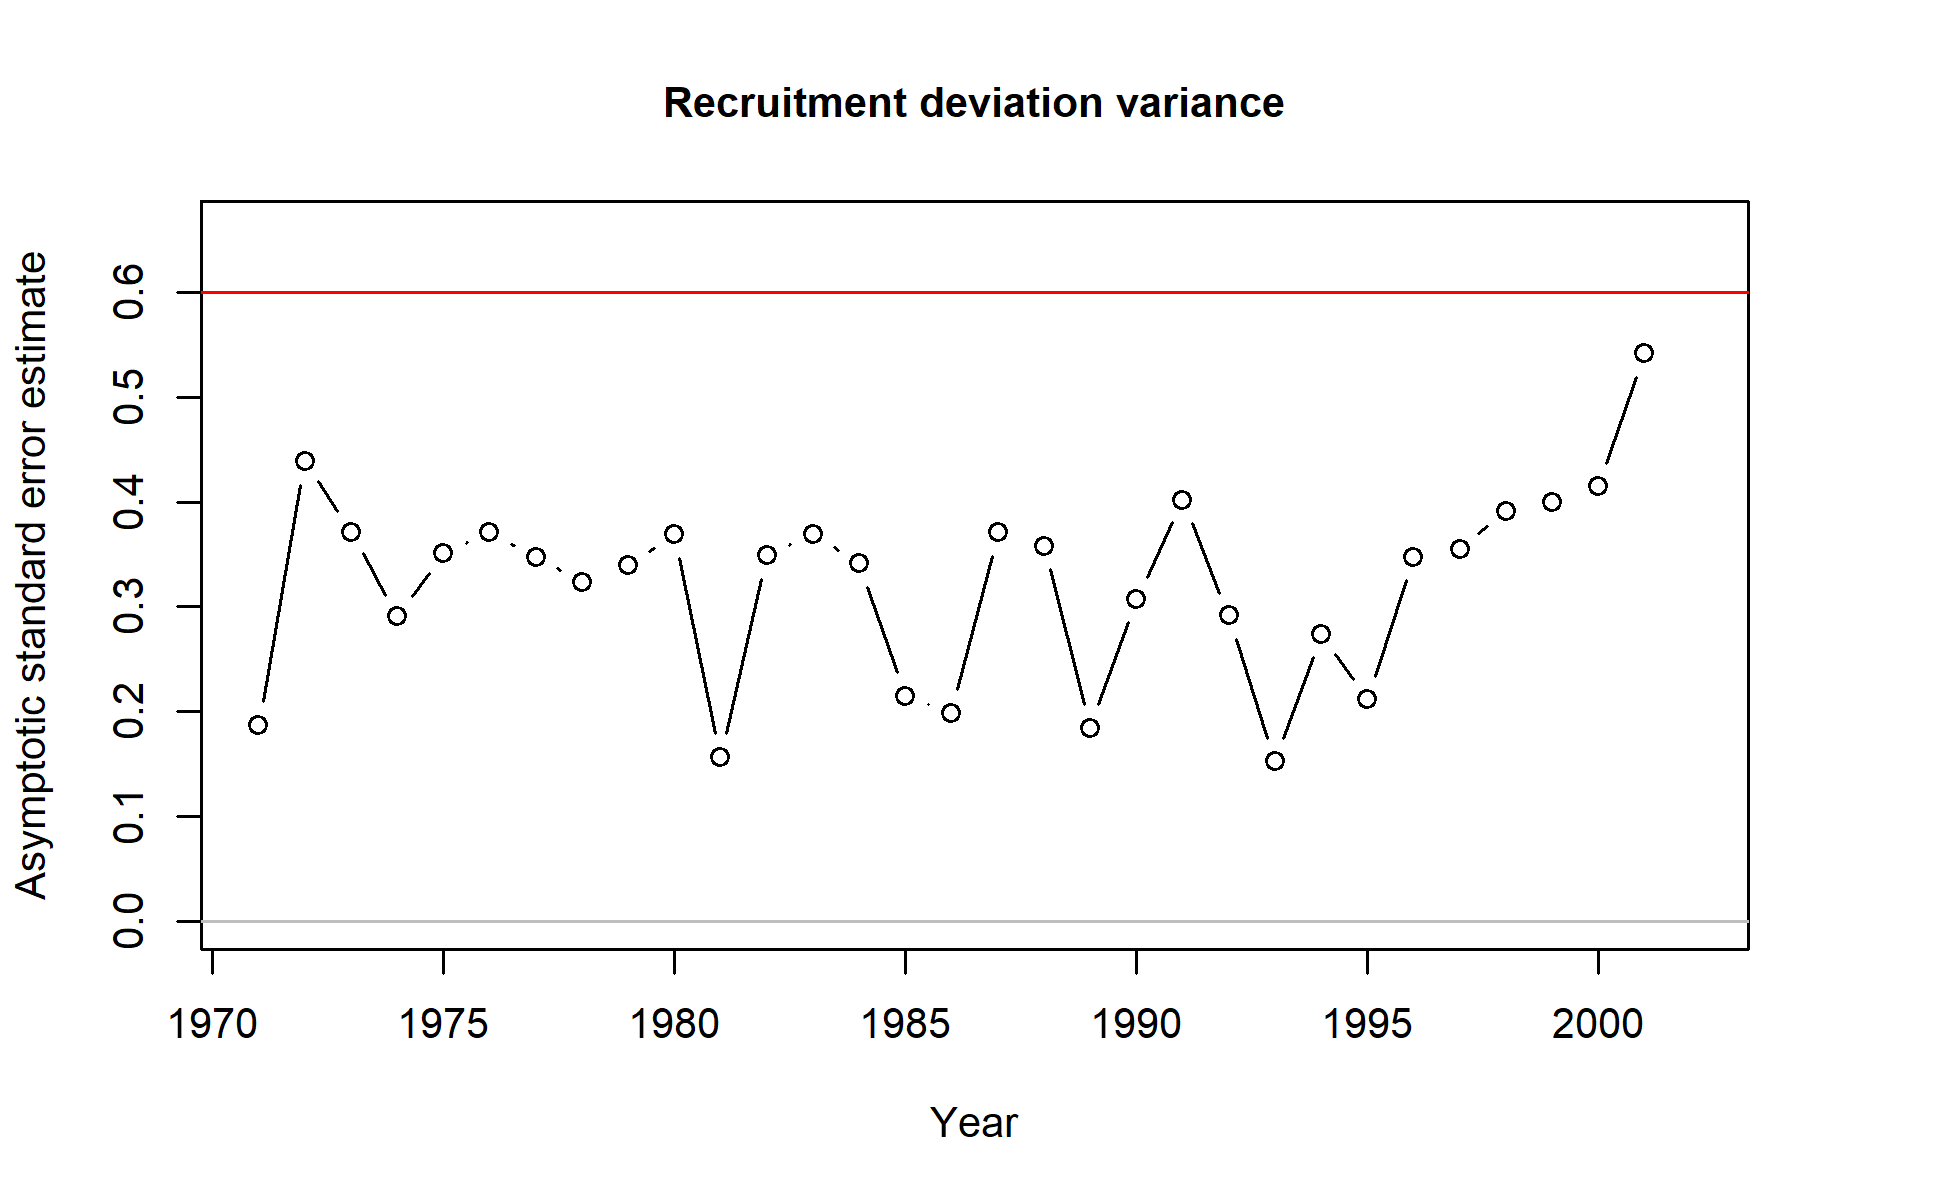 Recruitment deviation variance
Asymptotic standard error estimate
0.6
0.5
0.4
0.3
0.2
0.1
0.0
1970 1975 1980 1985 1990 1995 2000
Year